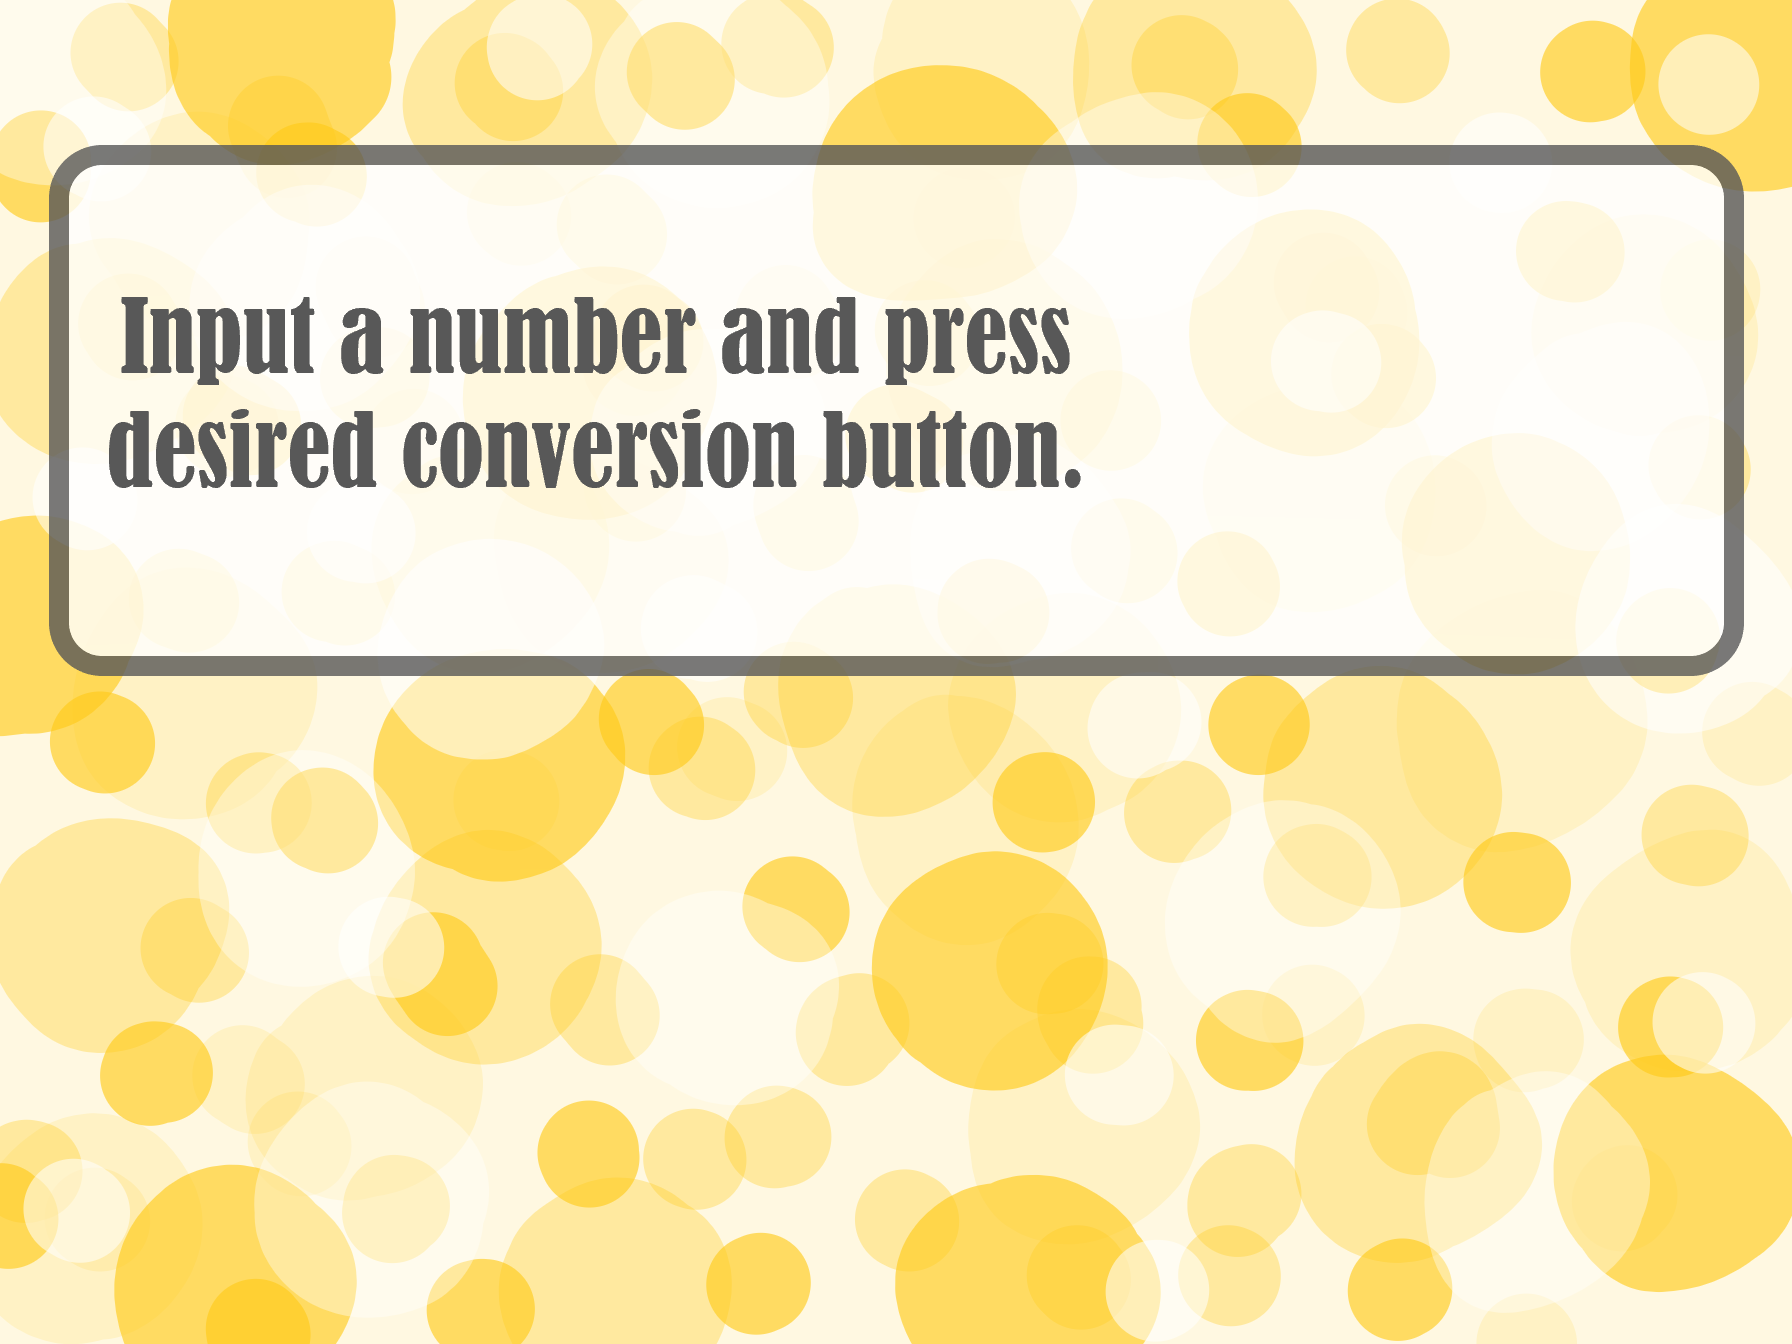 Input a number and press
desired conversion button.